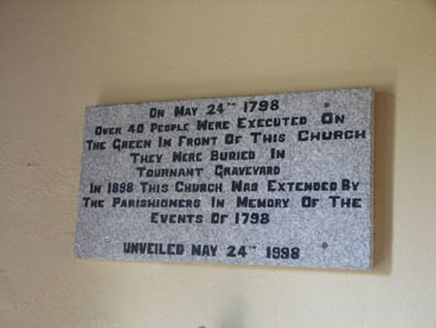 On May 24TH 1798
Over 40 People Were Executed On
The Green In Front Of This Church
They Were Buried In
Tournant Graveyard
In 1898 This Church Was Extended By
The Parishioners In Memory Of The
Events Of 1798
Unveiled May 24TH 1998